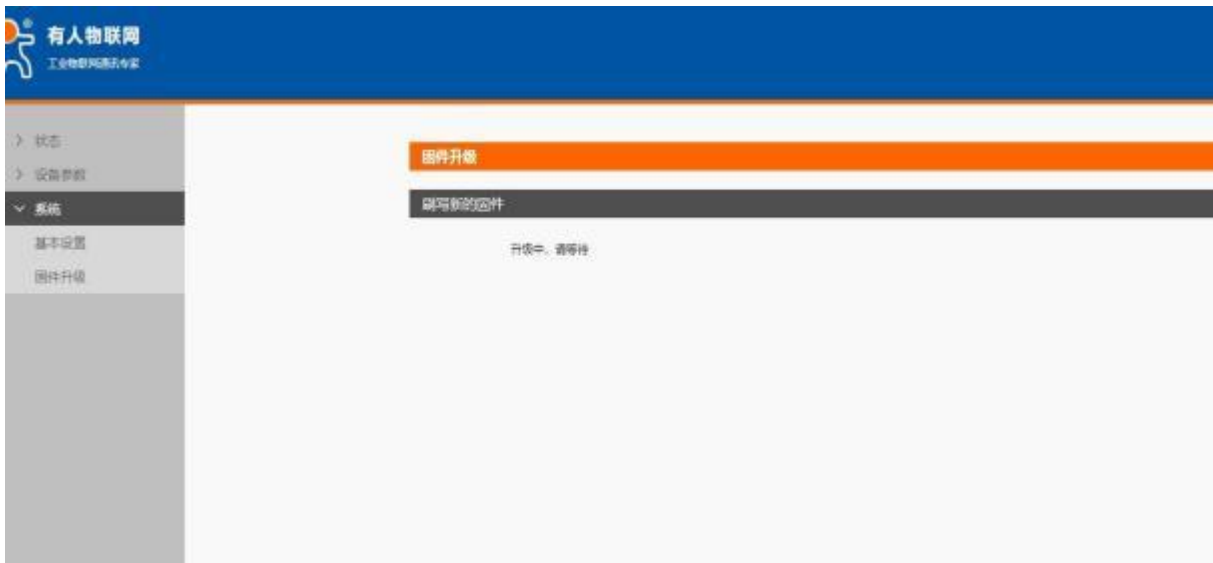 有人物联网
工业物联网通讯专家
状态
设备参数
系统
基本设置
固件升级
固件升级
刷写新的固件
升级中，请等待